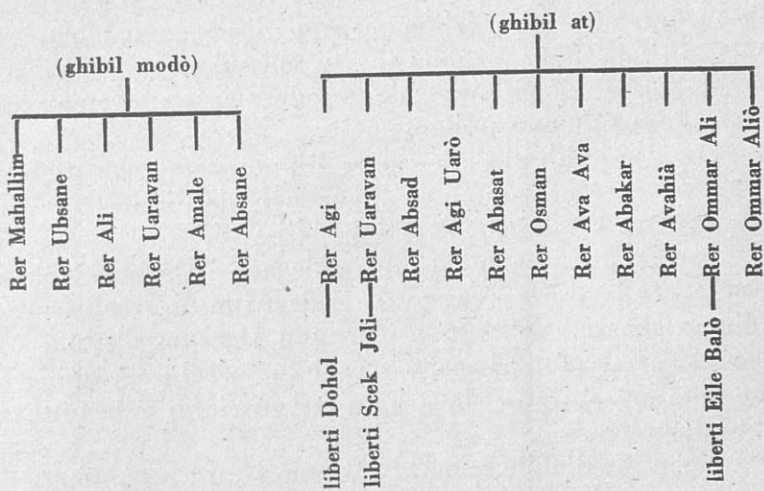 (ghibil modò)
Rer Mahallim
Rer Ubsane
Rer Ali
Rer Uaravan
Rer Amale
Rer Absane
(ghibil at)
Rer Agi
liberti Dohol
Rer Uaravan
liberti Scek Jeli
Rer Absad
Rer Agi Uarò
Rer Abasat
Rer Osman
Rer Ava Ava
Rer Abakar
Rer Avahià
Rer Ommar Ali
liberti Eile Balò
Rer Ommar Aliò